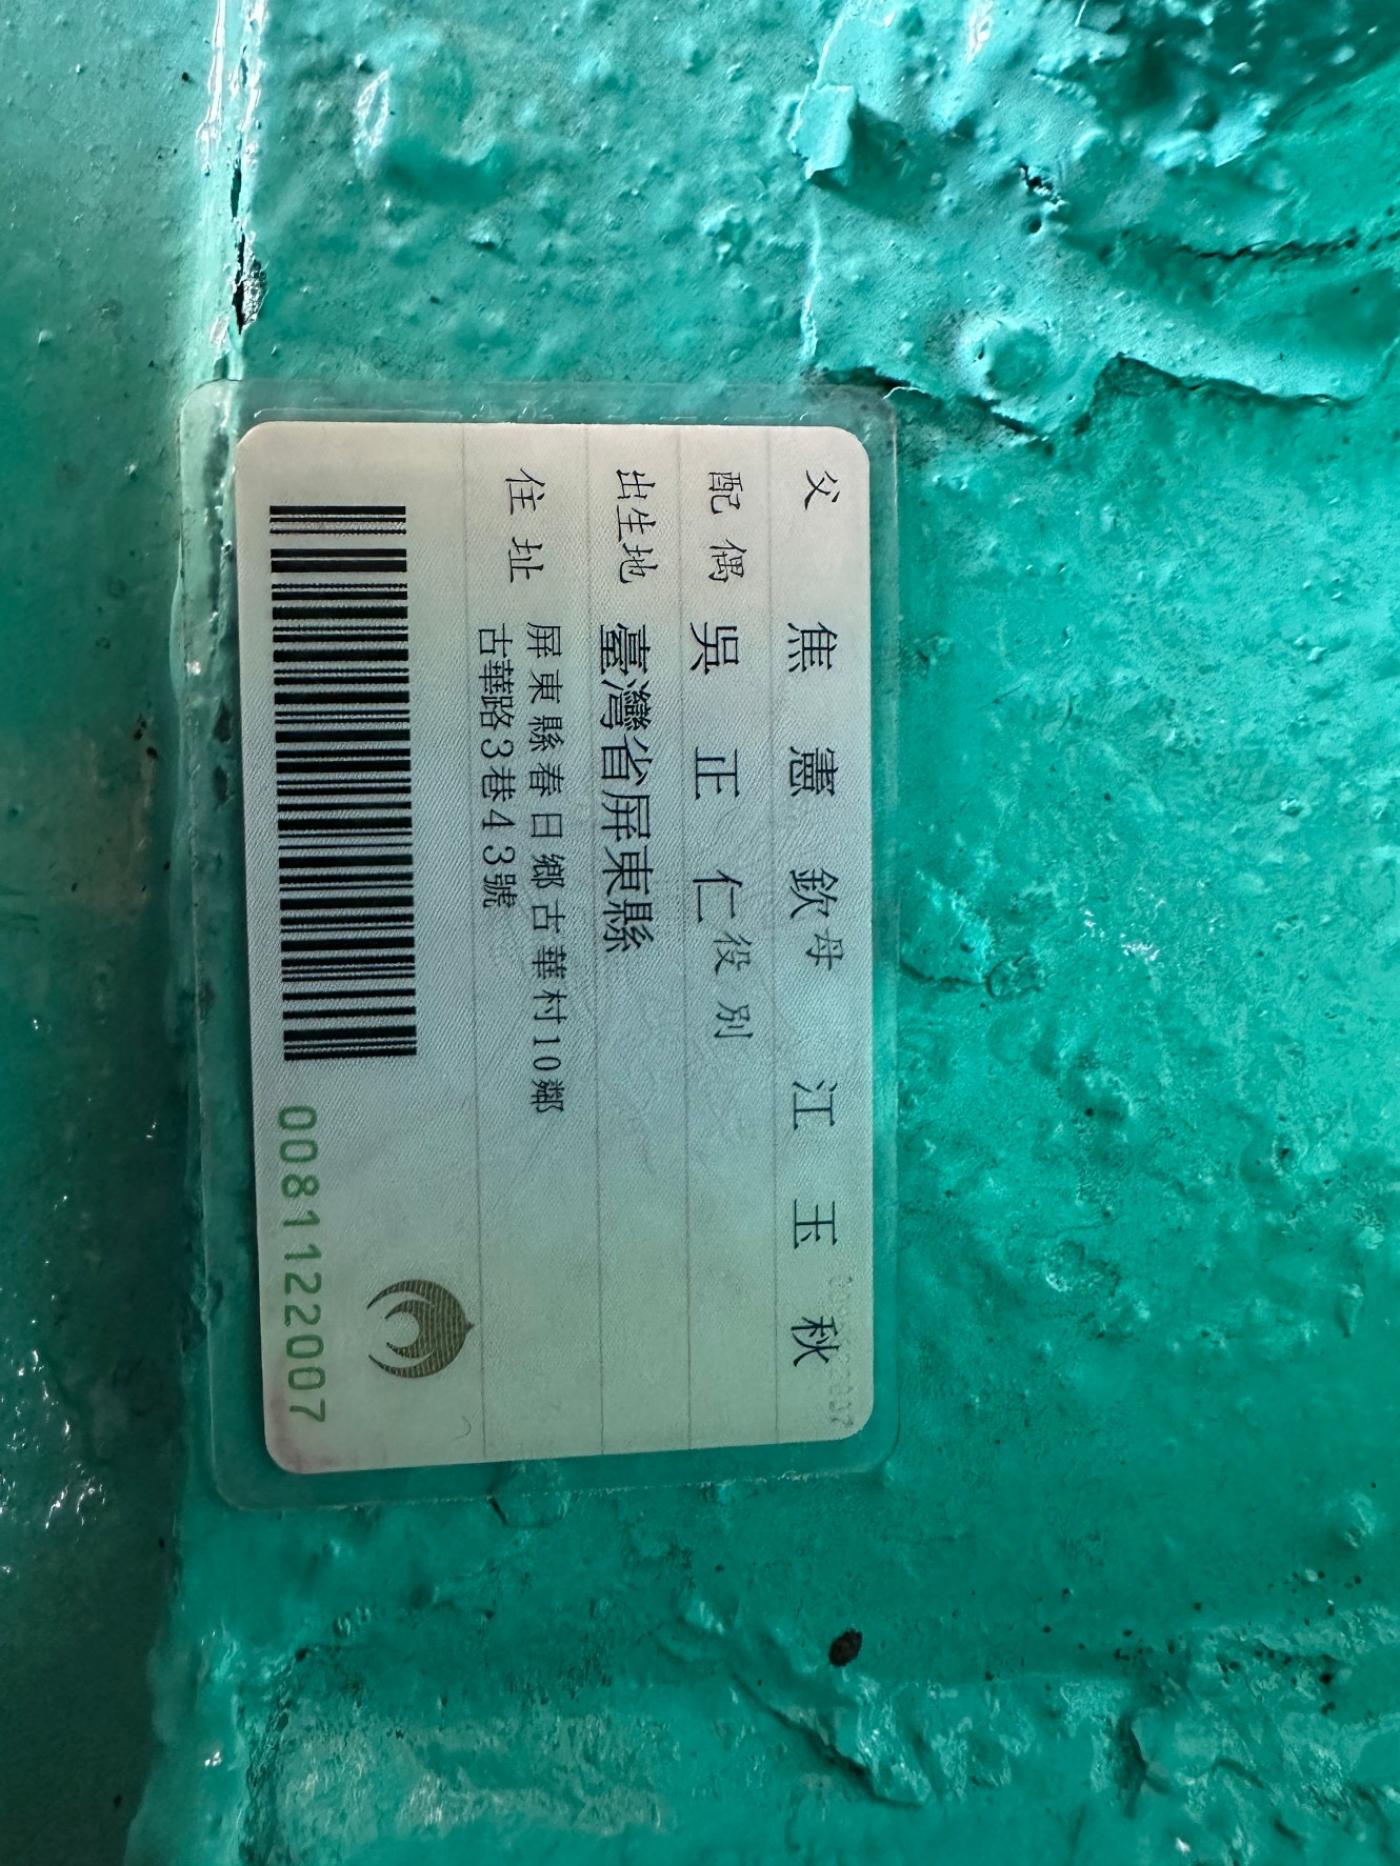 父 焦憲欽 母 江玉秋
配偶 吳正仁 役別
出生地 臺灣省屏東縣
住址 屏東縣春日鄉古華村10鄰
古華路3巷43號
0081122007